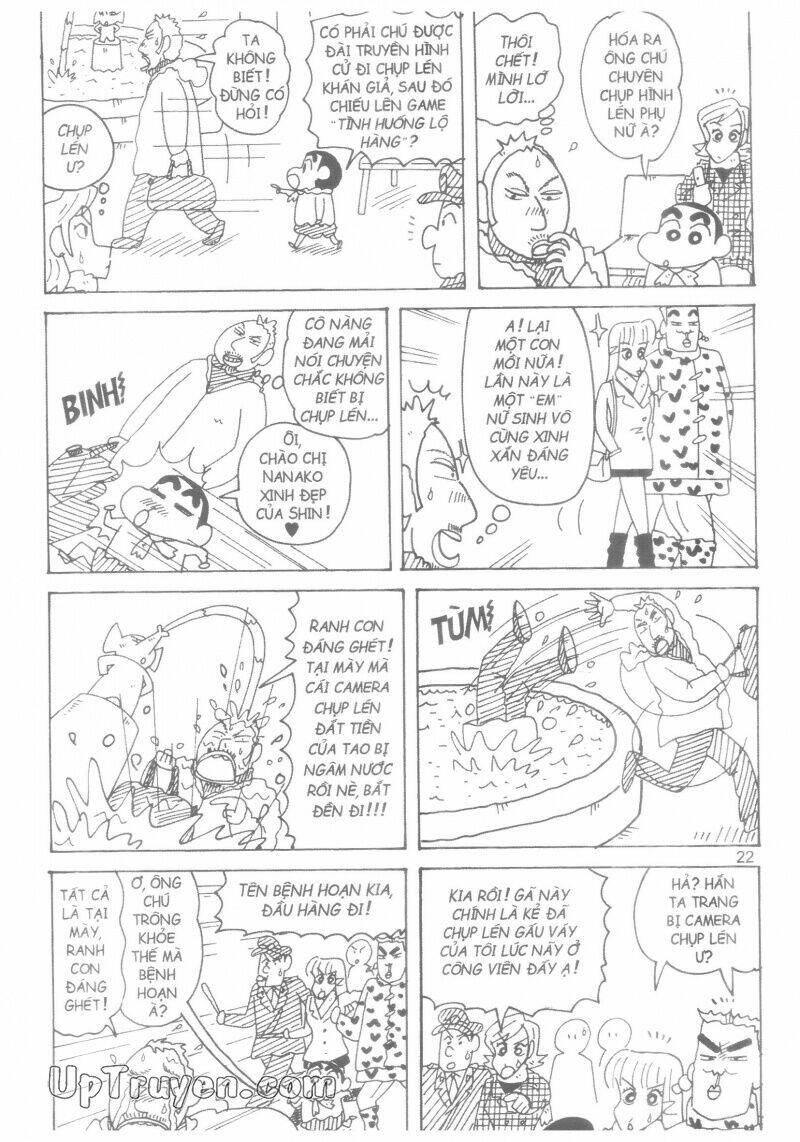 HÓA RA
ÔNG CHÚ
CHUYÊN
CHỤP HÌNH
LÉN PHỤ
NỮ À?
THÔI
CHẾT!
MÌNH LỠ
LỜI...
CÓ PHẢI CHÚ ĐƯỢC
ĐÀI TRUYỀN HÌNH
CỬ ĐI CHỤP LÉN
KHÁN GIẢ, SAU ĐÓ
CHIẾU LÊN GAME
"TÌNH HUỐNG LỘ
HÀNG"?
TA
KHÔNG
BIẾT!
ĐỪNG CÓ
HỎI!
CHỤP
LÉN
Ư?
A! LẠI
MỘT CON
MỒI NỮA!
LẦN NÀY LÀ
MỘT "EM"
NỮ SINH VÔ
CÙNG XINH
XẮN ĐÁNG
YÊU...
CÔ NÀNG
ĐANG MẢI
NÓI CHUYỆN
CHẮC KHÔNG
BIẾT BỊ
CHỤP LÉN...
BINH!
ÔI,
CHÀO CHỊ
NANAKO
XINH ĐẸP
CỦA SHIN!
♥
TÙM!
RANH CON
ĐÁNG GHÉT!
TẠI MÀY MÀ
CÁI CAMERA
CHỤP LÉN
ĐẮT TIỀN
CỦA TAO BỊ
NGÂM NƯỚC
RỒI NÈ, BẮT
ĐỀN ĐI!!!
22
HẢ? HẮN
TA TRANG
BỊ CAMERA
CHỤP LÉN
Ư?
KIA RỒI! GÃ NÀY
CHÍNH LÀ KẺ ĐÃ
CHỤP LÉN GẤU VÁY
CỦA TÔI LÚC NÃY Ở
CÔNG VIÊN ĐẤY Ạ!
TÊN BỆNH HOẠN KIA,
ĐẦU HÀNG ĐI!
Ơ, ÔNG
CHÚ
TRÔNG
KHỎE
THẾ MÀ
BỆNH
HOẠN
À?
TẤT CẢ
LÀ TẠI
MÀY,
RANH
CON
ĐÁNG
GHÉT!
UpTruyen.com